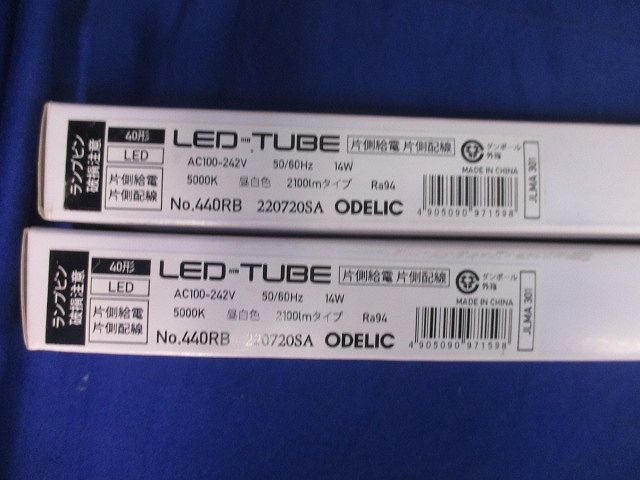 ランプピン
破損注意
40形
LED
片側給電
片側配線
LED-TUBE 片側給電 片側配線
AC100-242V 50/60Hz 14W
5000K 昼白色 2100lmタイプ Ra94
No.440RB 220720SA ODELIC
ダンボール
外箱
MADE IN CHINA
4 905090 971598
JLMA 301
ランプピン
破損注意
40形
LED
片側給電
片側配線
LED-TUBE 片側給電 片側配線
AC100-242V 50/60Hz 14W
5000K 昼白色 2100lmタイプ Ra94
No.440RB 220720SA ODELIC
ダンボール
外箱
MADE IN CHINA
4 905090 971598
JLMA 301